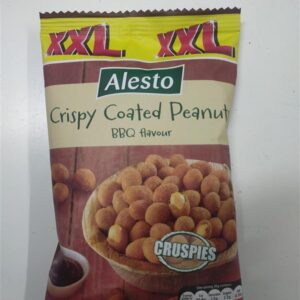 XXL XXL
Alesto
Crispy Coated Peanut
BBQ flavour
CRUSPIES